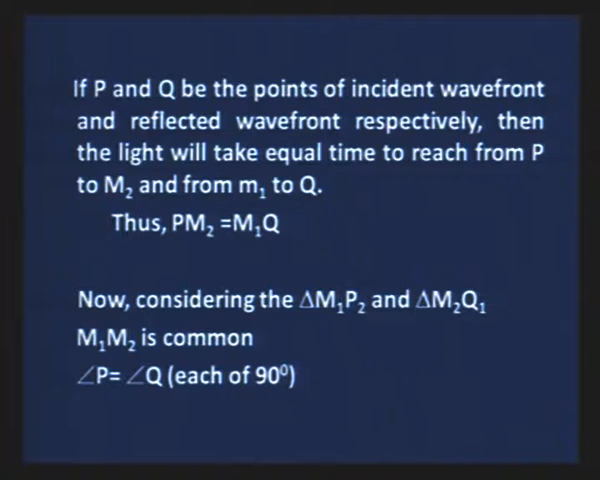 If P and Q be the points of incident wavefront
and reflected wavefront respectively, then
the light will take equal time to reach from P
to M₂ and from m₁ to Q.
Thus, PM₂ =M₁Q
Now, considering the ΔM₁P₂ and ΔM₂Q₁
M₁M₂ is common
∠P= ∠Q (each of 90⁰)